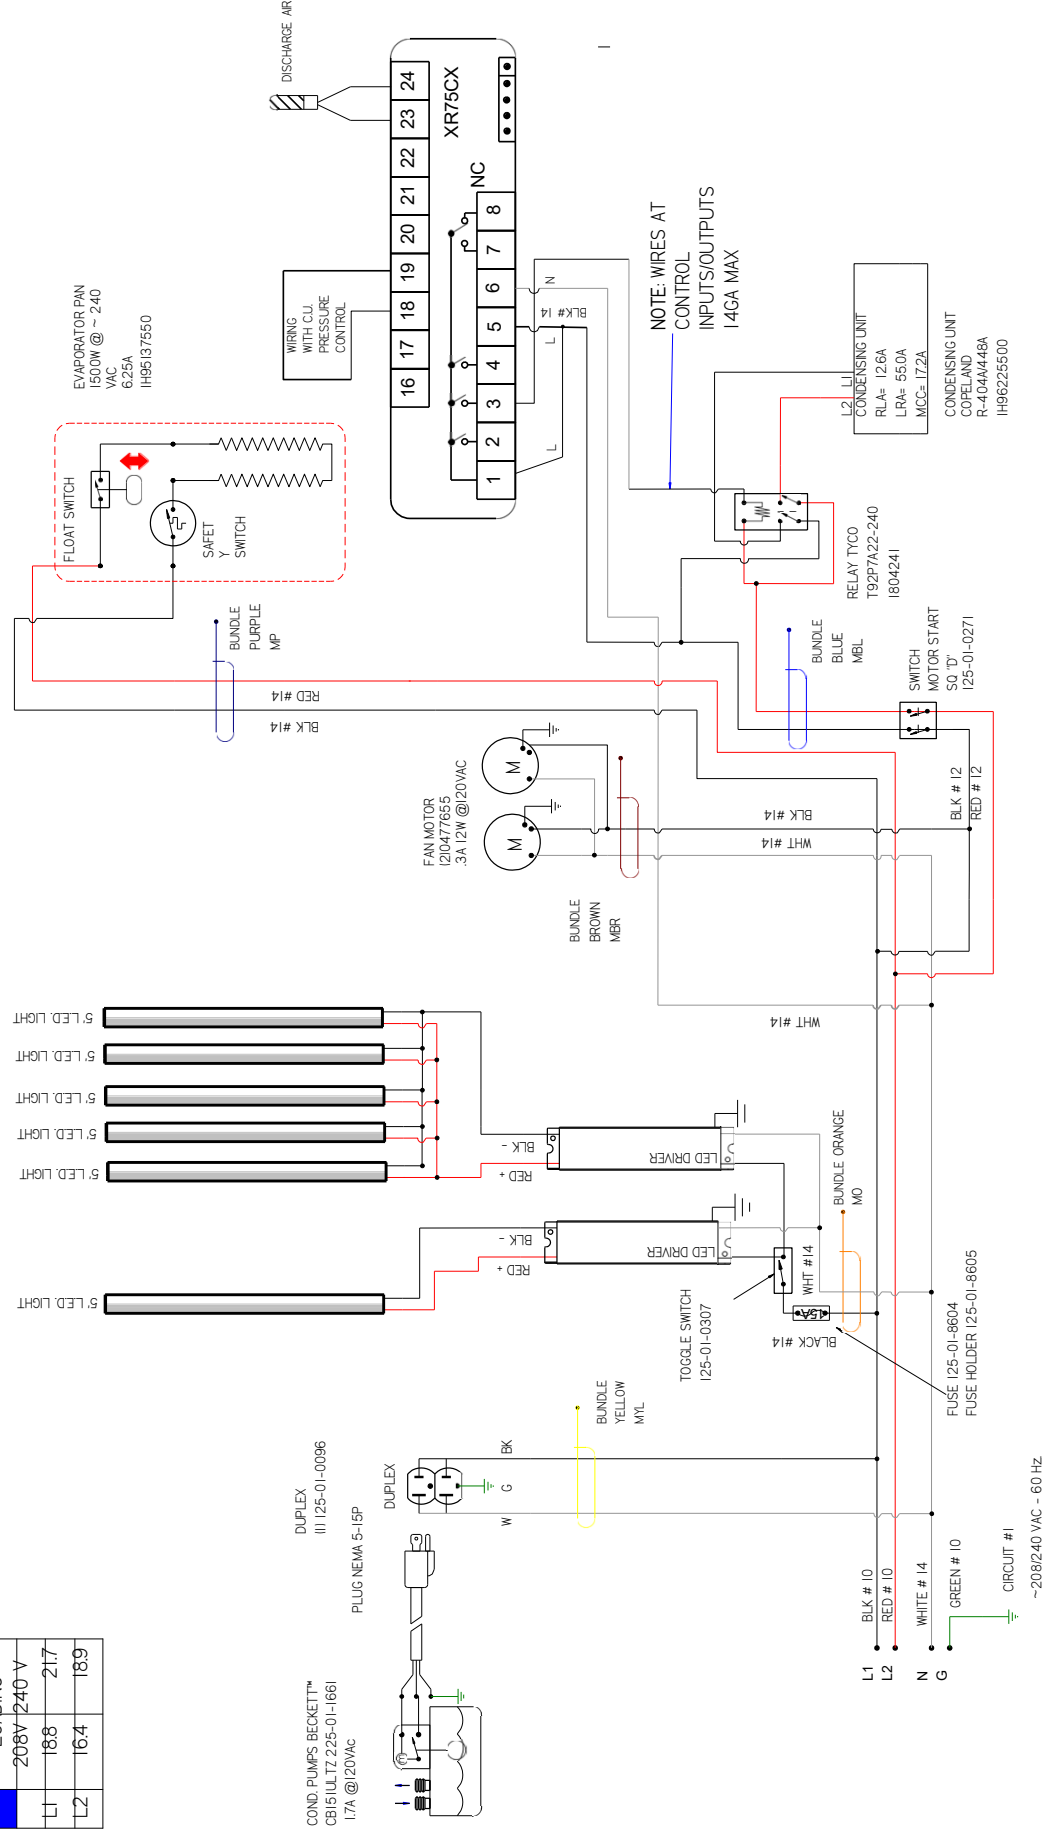 DISCHARGE AIR
24
23
22
21
20
19
18
17
16
XR75CX
NC
8
7
6
5
4
3
2
1
WIRING
WITH C.U.
PRESSURE
CONTROL
EVAPORATOR PAN
1500W @ ~ 240
VAC
6.25A
1H95137550
FLOAT SWITCH
SAFET
Y
SWITCH
N
BLK# 14
L
L
NOTE: WIRES AT
CONTROL
INPUTS/OUTPUTS
14GA MAX
L2
L1
CONDENSING UNIT
RLA= 12.6A
LRA= 55.0A
MCC= 17.2A
CONDENSING UNIT
COPELAND
R-404A/448A
1H96225500
RELAY TYCO
T92P7A22-240
1804241
BUNDLE
PURPLE
MP
RED #14
BLK #14
BUNDLE
BLUE
MBL
SWITCH
MOTOR START
SQ "D"
125-01-0271
BLK # 12
RED # 12
FAN MOTOR
1210477655
.3A 12W @120VAC
M
M
BLK #14
WHT #14
BUNDLE
BROWN
MBR
WHT #14
5' L.E.D. LIGHT
5' L.E.D. LIGHT
5' L.E.D. LIGHT
5' L.E.D. LIGHT
5' L.E.D. LIGHT
5' L.E.D. LIGHT
BLK -
RED +
LED DRIVER
BLK -
RED +
LED DRIVER
BUNDLE ORANGE
MO
WHT #14
TOGGLE SWITCH
125-01-0307
15A
BLACK #14
FUSE 125-01-8604
FUSE HOLDER 125-01-8605
BUNDLE
YELLOW
MYL
DUPLEX
(1) 125-01-0096
DUPLEX
BK
G
W
PLUG NEMA 5-15P
COND. PUMPS BECKETT™
CB151ULTZ 225-01-1661
1.7A @120VAc
BLK # 10
RED # 10
WHITE # 14
GREEN # 10
L1
L2
N
G
CIRCUIT #1
~208/240 VAC - 60 HZ
208V 240 V
L1 18.8 21.7
L2 16.4 18.9